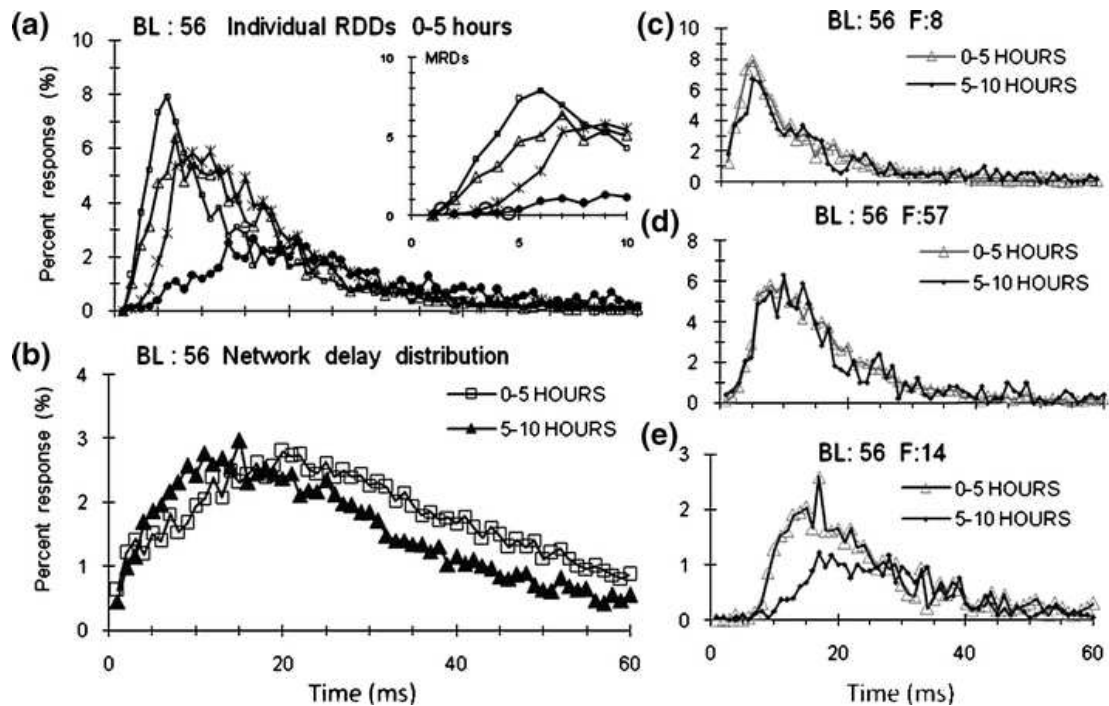 (a) BL : 56 Individual RDDs 0-5 hours
Percent response (%)
10
8
6
4
2
0
MRDs
10
5
0
0 5 10
(b) BL : 56 Network delay distribution
Percent response (%)
4
3
2
1
0
0-5 HOURS
5-10 HOURS
0 20 40 60
Time (ms)
(c) BL: 56 F:8
10
8
6
4
2
0
0-5 HOURS
5-10 HOURS
(d) BL: 56 F:57
8
6
4
2
0
0-5 HOURS
5-10 HOURS
(e) BL: 56 F:14
3
2
1
0
0-5 HOURS
5-10 HOURS
0 20 40 60
Time (ms)